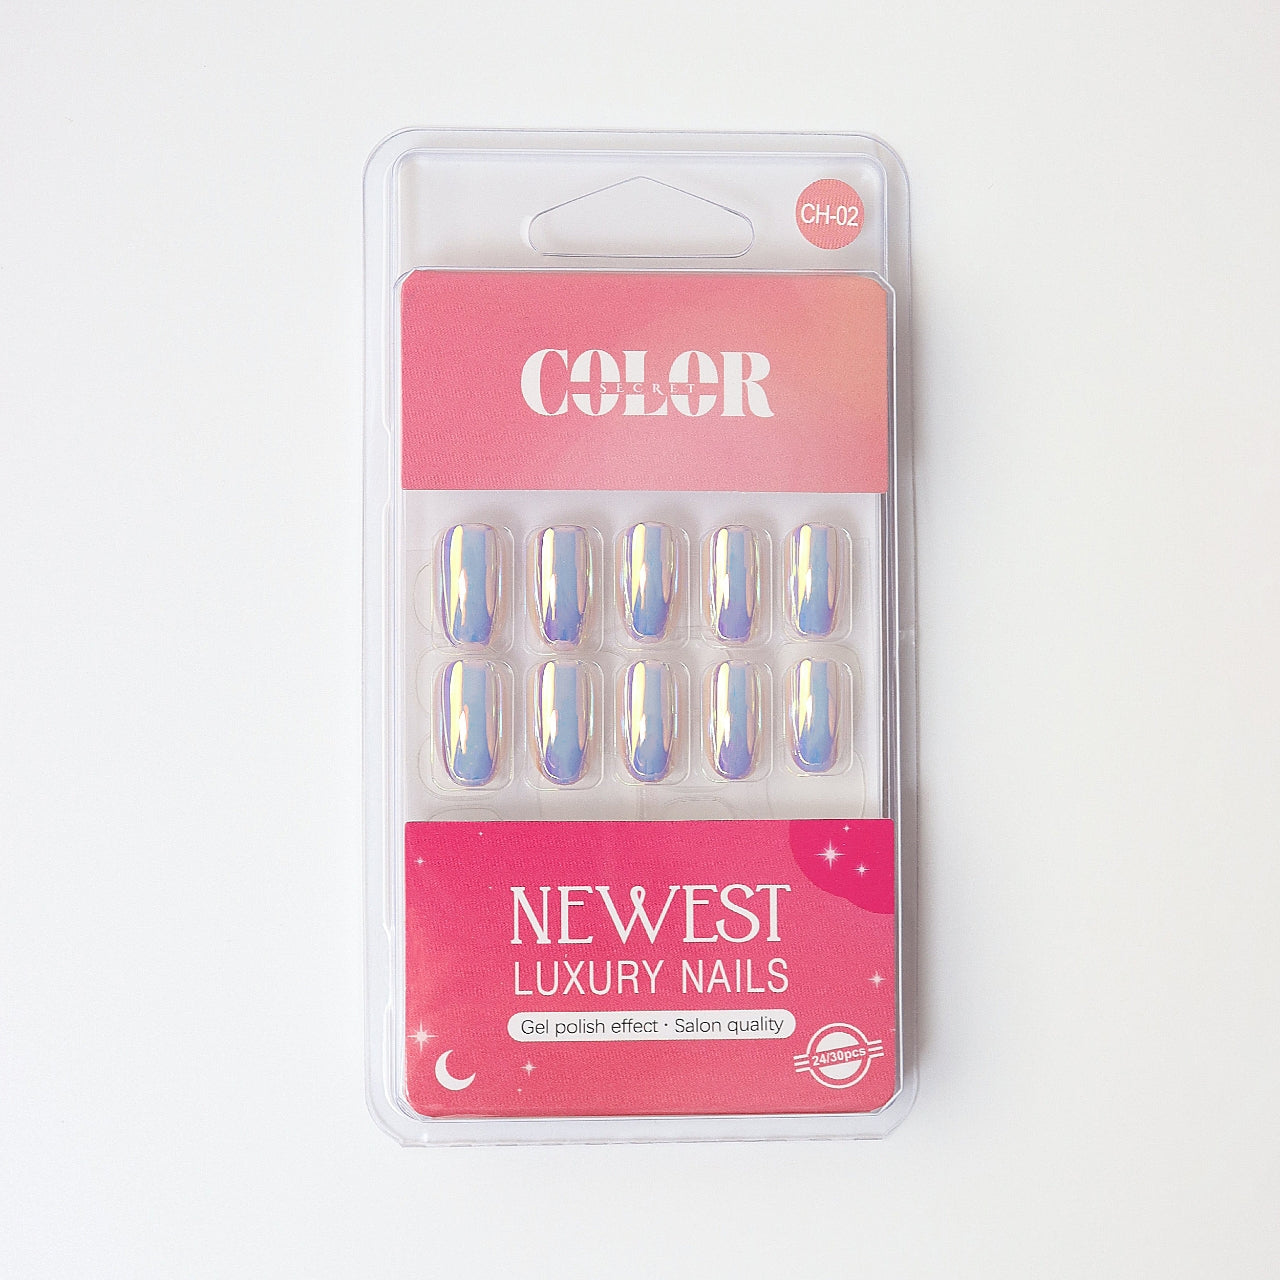 CH-02
COLOR
SECRET
NEWEST
LUXURY NAILS
Gel polish effect · Salon quality
24/30pcs